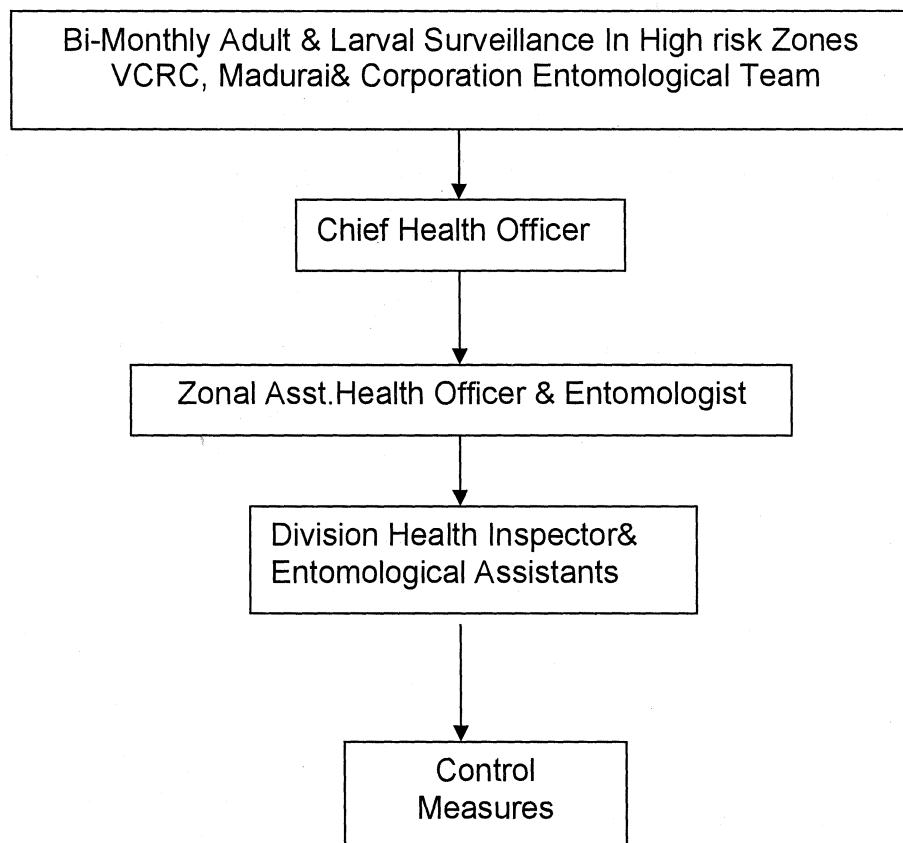 Bi-Monthly Adult & Larval Surveillance In High risk Zones
VCRC, Madurai& Corporation Entomological Team
Chief Health Officer
Zonal Asst.Health Officer & Entomologist
Division Health Inspector&
Entomological Assistants
Control
Measures